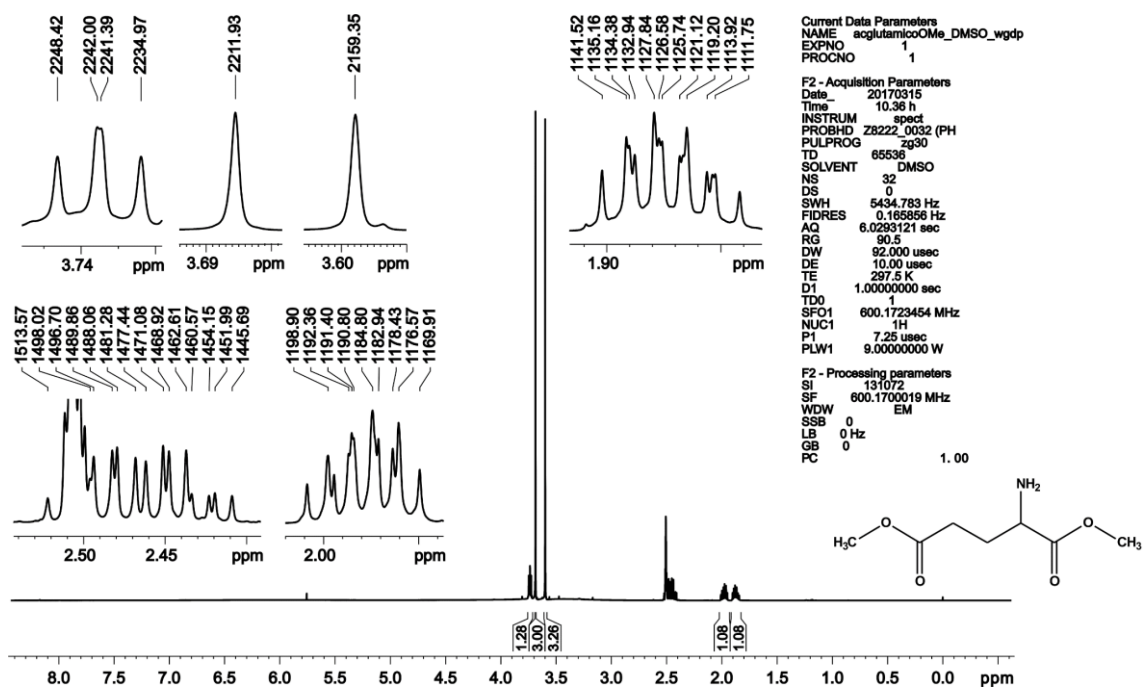 2248.42
2242.00
2241.39
2234.97
2211.93
2159.35
1141.52
1135.16
1134.38
1132.94
1127.84
1126.58
1125.74
1121.12
1119.20
1113.92
1111.75
3.74 ppm
3.69 ppm
3.60 ppm
1.90 ppm
Current Data Parameters
NAME acglutamicoOMe_DMSO_wgdp
EXPNO 1
PROCNO 1
F2 - Acquisition Parameters
Date_ 20170315
Time 10.36 h
INSTRUM spect
PROBHD Z8222_0032 (PH
PULPROG zg30
TD 65536
SOLVENT DMSO
NS 32
DS 0
SWH 5434.783 Hz
FIDRES 0.165856 Hz
AQ 6.0293121 sec
RG 90.5
DW 92.000 usec
DE 10.00 usec
TE 297.5 K
D1 1.00000000 sec
TD0 1
SFO1 600.1723454 MHz
NUC1 1H
P1 7.25 usec
PLW1 9.00000000 W
F2 - Processing parameters
SI 131072
SF 600.1700019 MHz
WDW EM
SSB 0
LB 0 Hz
GB 0
PC 1. 00
1513.57
1498.02
1496.70
1489.86
1488.06
1481.28
1477.44
1471.08
1468.92
1462.61
1460.57
1454.15
1451.99
1445.69
1198.90
1192.36
1191.40
1190.80
1184.80
1182.94
1178.43
1176.57
1169.91
2.50 2.45 ppm
2.00 ppm
NH2
H3C O O CH3
O O
1.28
3.00
3.26
1.08
1.08
8.0 7.5 7.0 6.5 6.0 5.5 5.0 4.5 4.0 3.5 3.0 2.5 2.0 1.5 1.0 0.5 0.0 ppm